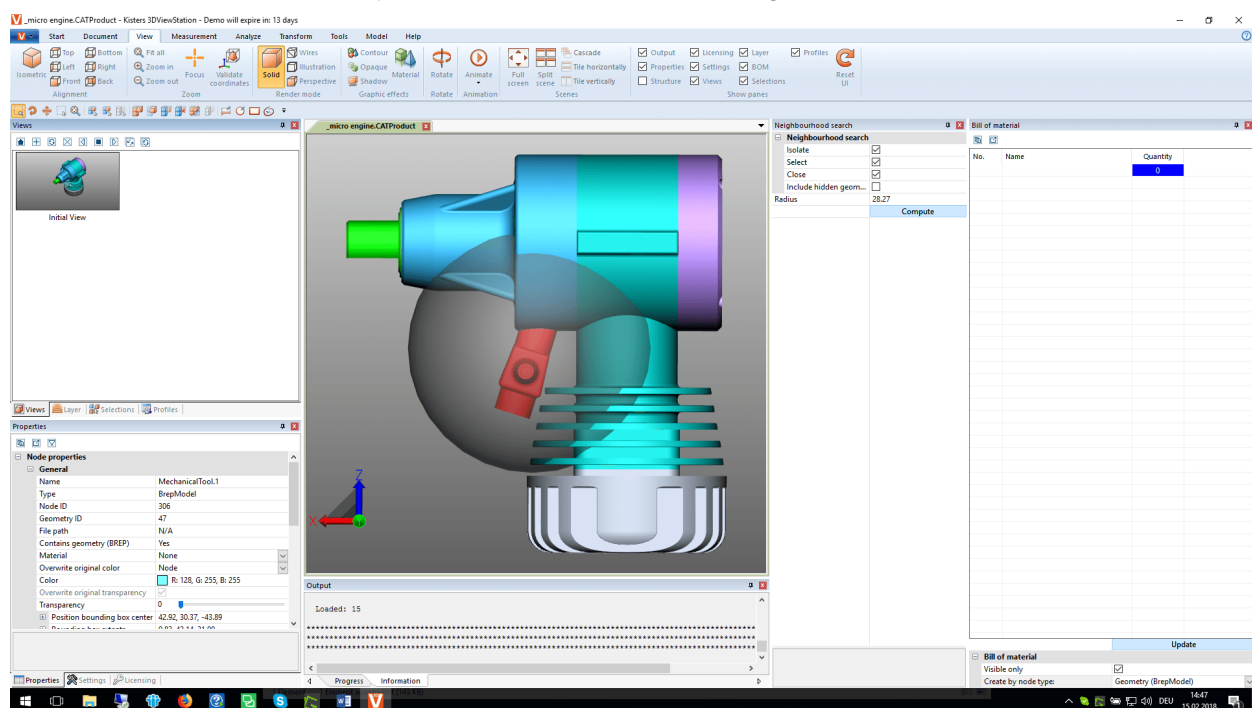 _micro engine.CATProduct - Kisters 3DViewStation - Demo will expire in: 13 days
Start Document View Measurement Analyze Transform Tools Model Help
Isometric Top Bottom Left Right Front Back
Alignment
Fit all Zoom in Zoom out Focus Validate coordinates
Zoom
Solid Wires Illustration Perspective
Render mode
Contour Opaque Shadow Material
Graphic effects
Rotate
Rotate
Animate
Animation
Full screen Split scene Cascade Tile horizontally Tile vertically
Scenes
Output Licensing Layer Profiles
Properties Settings BOM
Structure Views Selections
Reset UI
Show panes
Views
Initial View
Views Layer Selections Profiles
Properties
Node properties
General
Name MechanicalTool.1
Type BrepModel
Node ID 306
Geometry ID 47
File path N/A
Contains geometry (BREP) Yes
Material None
Overwrite original color Node
Color R: 128, G: 255, B: 255
Overwrite original transparency
Transparency 0
Position bounding box center 42.92, 30.37, -43.89
Properties Settings Licensing
_micro engine.CATProduct
Z
X
Output
Loaded: 15
***********************************************************************************
***********************************************************************************
***********************************************************************************
Progress Information
Neighbourhood search
Neighbourhood search
Isolate
Select
Close
Include hidden geom...
Radius 28.27
Compute
Bill of material
No. Name Quantity
0
Update
Bill of material
Visible only
Create by node type: Geometry (BrepModel)
DEU 14:47
15.02.2018